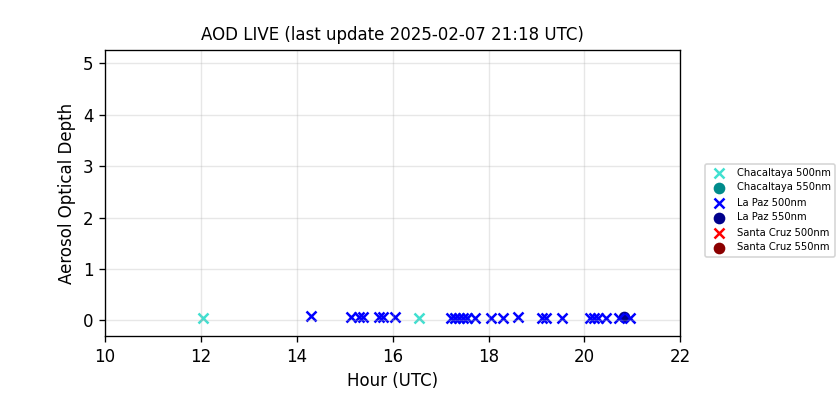 AOD LIVE (last update 2025-02-07 21:18 UTC)
Aerosol Optical Depth
5
4
3
2
1
0
10 12 14 16 18 20 22
Hour (UTC)
Chacaltaya 500nm
Chacaltaya 550nm
La Paz 500nm
La Paz 550nm
Santa Cruz 500nm
Santa Cruz 550nm